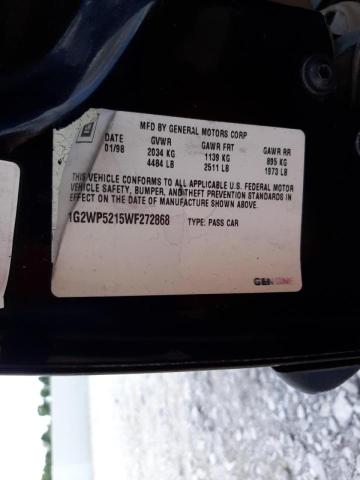 MFD BY GENERAL MOTORS CORP
DATE GVWR GAWR FRT GAWR RR
01/98 2034 KG 1139 KG 895 KG
4484 LB 2511 LB 1973 LB
THIS VEHICLE CONFORMS TO ALL APPLICABLE U.S. FEDERAL MOTOR
VEHICLE SAFETY, BUMPER, AND THEFT PREVENTION STANDARDS IN
EFFECT ON THE DATE OF MANUFACTURE SHOWN ABOVE.
1G2WP5215WF272868 TYPE: PASS CAR
GENUINE